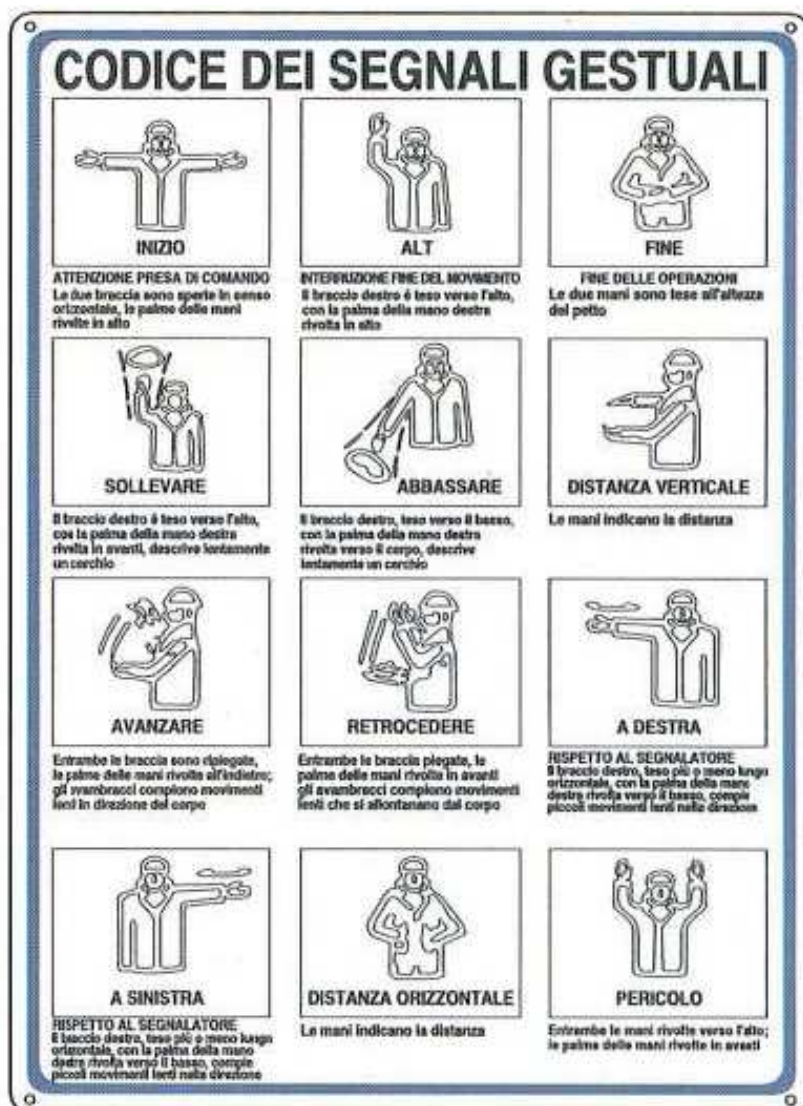 CODICE DEI SEGNALI GESTUALI
INIZIO
ATTENZIONE PRESA DI COMANDO
Le due braccia sono aperte in senso
orizontale, le palme delle mani
rivolte in alto
ALT
INTERRUZIONE FINE DEL MOVIMENTO
Il braccio destro é teso verso l'alto,
con la palma della mano destra
rivolta in alto
FINE
FINE DELLE OPERAZIONI
Le due mani sono tese all'alteaza
del petto
SOLLEVARE
Il braccio destro é teso verso l'alto,
con la palma della mano destra
rivolta in avanti, descrive lentamente
un cerchio
ABBASSARE
Il braccio destro, teso verso il basso,
con la palma della mano destra
rivolta verso il corpo, descrive
lentamente un cerchio
DISTANZA VERTICALE
Le mani indicano la distanza
AVANZARE
Entrambe le braccia sono ripiegate,
le palme delle mani rivolte all'indietro;
gli avambracci compiono movimenti
lenti in direzione del corpo
RETROCEDERE
Entrambe le braccia piegate, le
palme delle mani rivolte in avanti
gli avambracci compiono movimenti
lenti che si allontanano dal corpo
A DESTRA
RISPETTO AL SEGNALATORE
Il braccio destro, teso più o meno lungo
orizzontale, con la palma della mano
destra rivolta verso il basso, compie
piccoli movimenti lenti nella direzione
A SINISTRA
RISPETTO AL SEGNALATORE
Il braccio destro, teso più o meno lungo
orizontale, con la palma della mano
destra rivolta verso il basso, compie
piccoli movimenti lenti nella direzione
DISTANZA ORIZZONTALE
Le mani indicano la distanza
PERICOLO
Entrambe le mani rivolte verso l'alto;
le palme delle mani rivolte in avanti